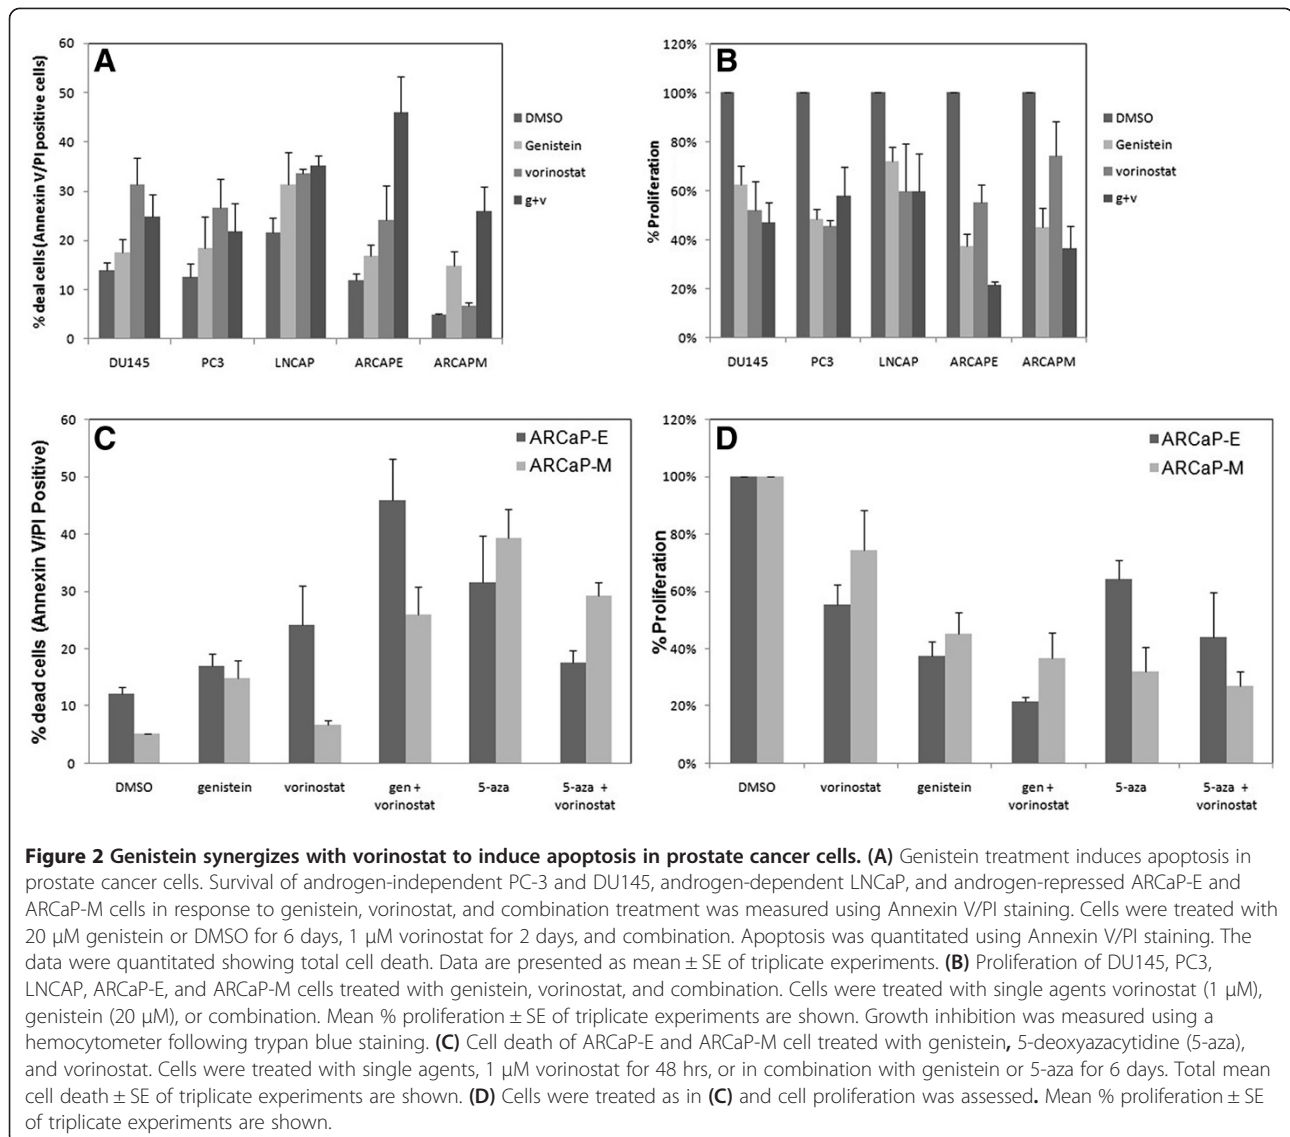 A
% deal cells (Annexin V/PI positive cells)
60
50
40
30
20
10
0
DU145 PC3 LNCAP ARCAPE ARCAPM
DMSO
Genistein
vorinostat
g+v
B
% Proliferation
120%
100%
80%
60%
40%
20%
0%
DU145 PC3 LNCAP ARCAPE ARCAPM
DMSO
Genistein
vorinostat
g+v
C
% dead cells (Annexin V/PI Positive)
60
50
40
30
20
10
0
ARCaP-E
ARCaP-M
DMSO genistein vorinostat gen + 5-aza 5-aza +
vorinostat vorinostat
D
% Proliferation
120%
100%
80%
60%
40%
20%
0%
ARCaP-E
ARCaP-M
DMSO vorinostat genistein gen + 5-aza 5-aza +
vorinostat vorinostat
Figure 2 Genistein synergizes with vorinostat to induce apoptosis in prostate cancer cells. (A) Genistein treatment induces apoptosis in
prostate cancer cells. Survival of androgen-independent PC-3 and DU145, androgen-dependent LNCaP, and androgen-repressed ARCaP-E and
ARCaP-M cells in response to genistein, vorinostat, and combination treatment was measured using Annexin V/PI staining. Cells were treated with
20 μM genistein or DMSO for 6 days, 1 μM vorinostat for 2 days, and combination. Apoptosis was quantitated using Annexin V/PI staining. The
data were quantitated showing total cell death. Data are presented as mean ± SE of triplicate experiments. (B) Proliferation of DU145, PC3,
LNCAP, ARCaP-E, and ARCaP-M cells treated with genistein, vorinostat, and combination. Cells were treated with single agents vorinostat (1 μM),
genistein (20 μM), or combination. Mean % proliferation ± SE of triplicate experiments are shown. Growth inhibition was measured using a
hemocytometer following trypan blue staining. (C) Cell death of ARCaP-E and ARCaP-M cell treated with genistein, 5-deoxyazacytidine (5-aza),
and vorinostat. Cells were treated with single agents, 1 μM vorinostat for 48 hrs, or in combination with genistein or 5-aza for 6 days. Total mean
cell death ± SE of triplicate experiments are shown. (D) Cells were treated as in (C) and cell proliferation was assessed. Mean % proliferation ± SE
of triplicate experiments are shown.